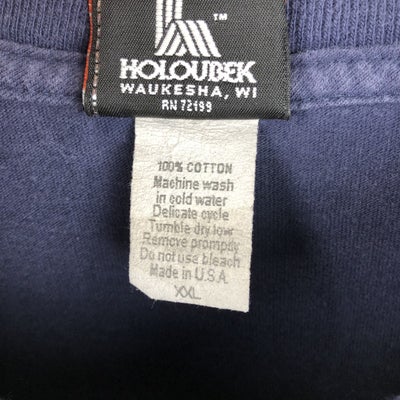 TM
HOLOUBEK
WAUKESHA, WI
RN 72199
100% COTTON
Machine wash
in cold water
Delicate cycle
Tumble dry low
Remove promptly
Do not use bleach
Made in U.S.A.
XXL